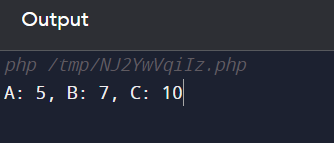 Output
php /tmp/NJ2YwVqiIz.php
A: 5, B: 7, C: 10